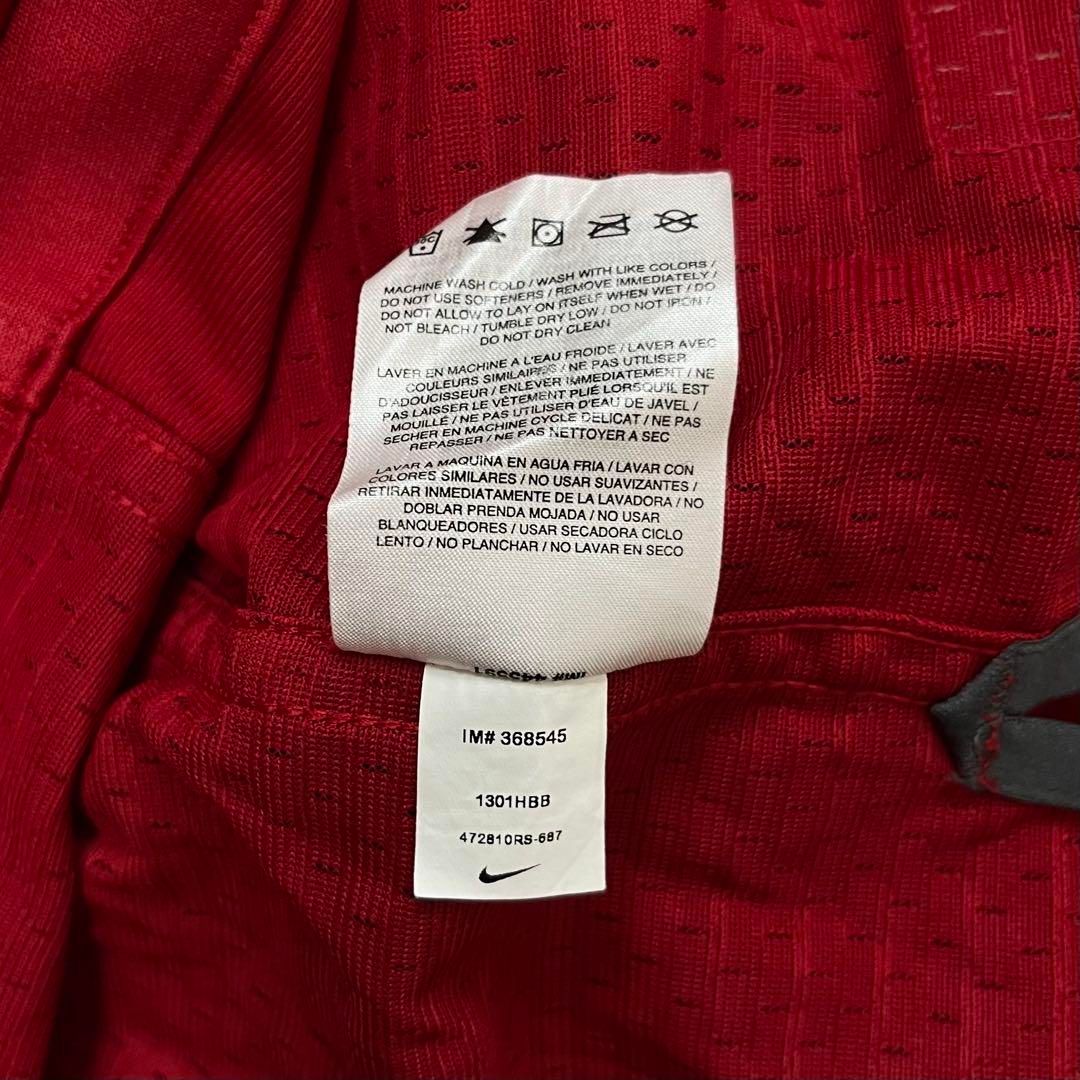 MACHINE WASH COLD / WASH WITH LIKE COLORS /
DO NOT USE SOFTENERS / REMOVE IMMEDIATELY /
DO NOT ALLOW TO LAY ON ITSELF WHEN WET / DO
NOT BLEACH / TUMBLE DRY LOW / DO NOT IRON /
DO NOT DRY CLEAN
LAVER EN MACHINE A L'EAU FROIDE / LAVER AVEC
COULEURS SIMILAIRES / NE PAS UTILISER
D'ADOUCISSEUR / ENLEVER IMMEDIATEMENT / NE
PAS LAISSER LE VÊTEMENT PLIÉ LORSQU'IL EST
MOUILLÉ / NE PAS UTILISER D'EAU DE JAVEL /
SECHER EN MACHINE CYCLE DELICAT / NE PAS
REPASSER / NE PAS NETTOYER A SEC
LAVAR A MAQUINA EN AGUA FRIA / LAVAR CON
COLORES SIMILARES / NO USAR SUAVIZANTES /
RETIRAR INMEDIATAMENTE DE LA LAVADORA / NO
DOBLAR PRENDA MOJADA / NO USAR
BLANQUEADORES / USAR SECADORA CICLO
LENTO / NO PLANCHAR / NO LAVAR EN SECO
IM# 368545
1301HBB
472810RS-687